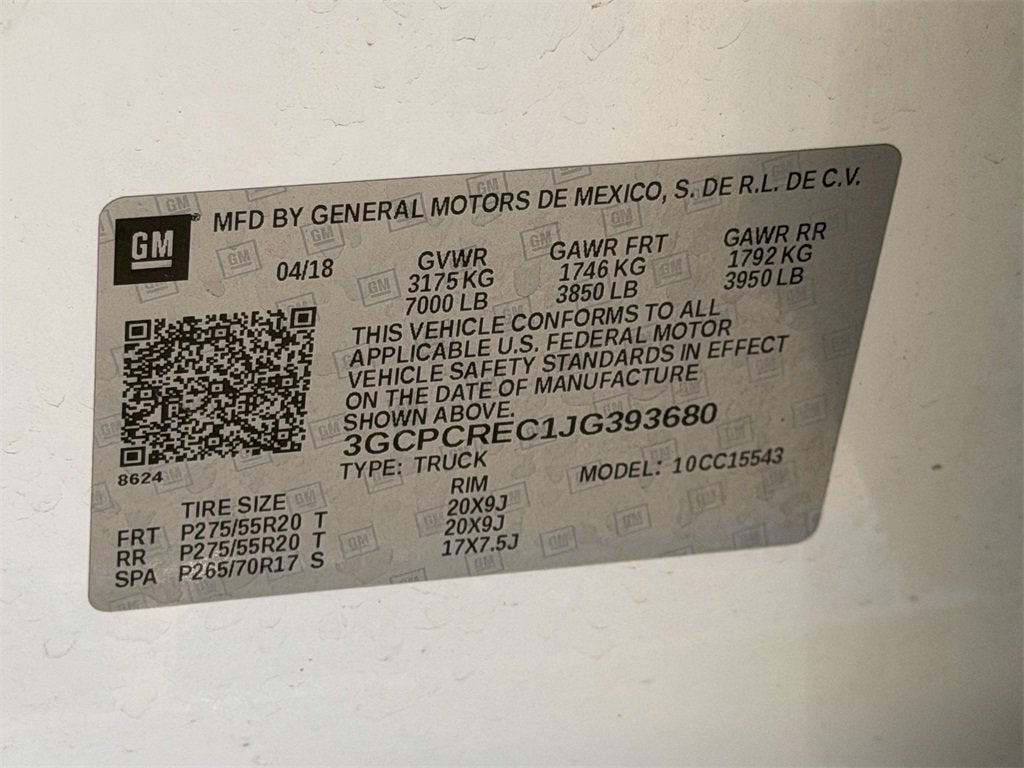 GM MFD BY GENERAL MOTORS DE MEXICO, S. DE R.L. DE C.V.
04/18 GVWR GAWR FRT GAWR RR
3175 KG 1746 KG 1792 KG
7000 LB 3850 LB 3950 LB
THIS VEHICLE CONFORMS TO ALL
APPLICABLE U.S. FEDERAL MOTOR
VEHICLE SAFETY STANDARDS IN EFFECT
ON THE DATE OF MANUFACTURE
SHOWN ABOVE.
3GCPCREC1JG393680
8624
TYPE: TRUCK MODEL: 10CC15543
TIRE SIZE RIM
FRT P275/55R20 T 20X9J
RR P275/55R20 T 20X9J
SPA P265/70R17 S 17X7.5J